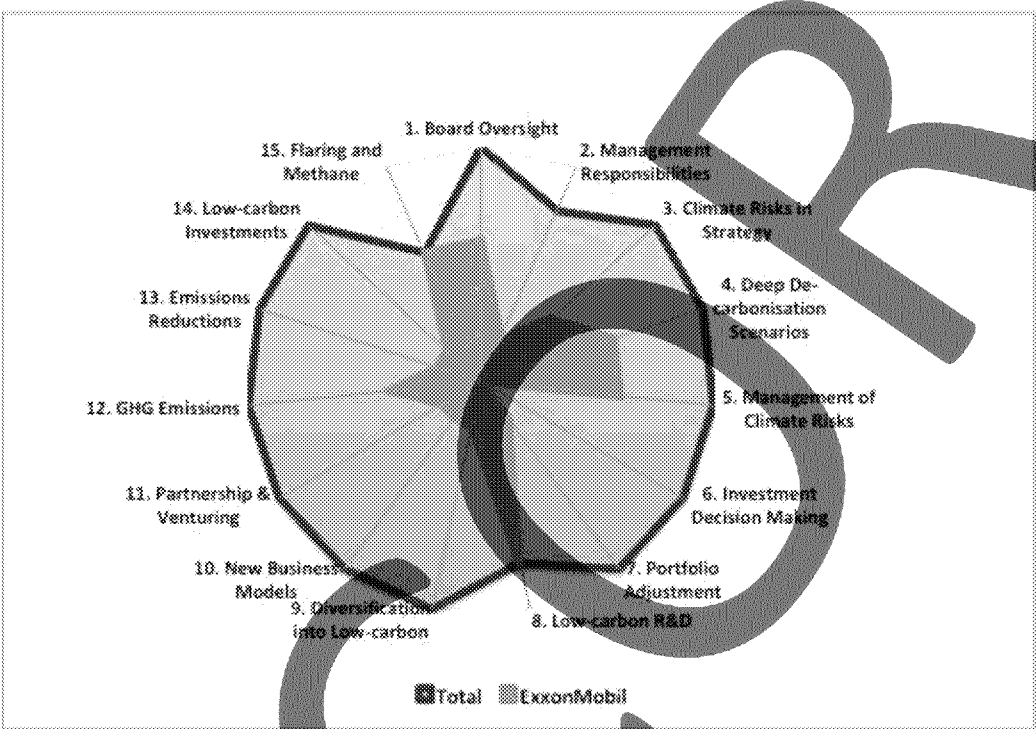 1. Board Oversight
15. Flaring and
Methane
2. Management
Responsibilities
14. Low-carbon
Investments
3. Climate Risks in
Strategy
13. Emissions
Reductions
4. Deep De-
carbonisation
Scenarios
12. GHG Emissions
5. Management of
Climate Risks
11. Partnership &
Venturing
6. Investment
Decision Making
10. New Business
Models
7. Portfolio
Adjustment
9. Diversification
into Low-carbon
8. Low-carbon R&D
Total
ExxonMobil